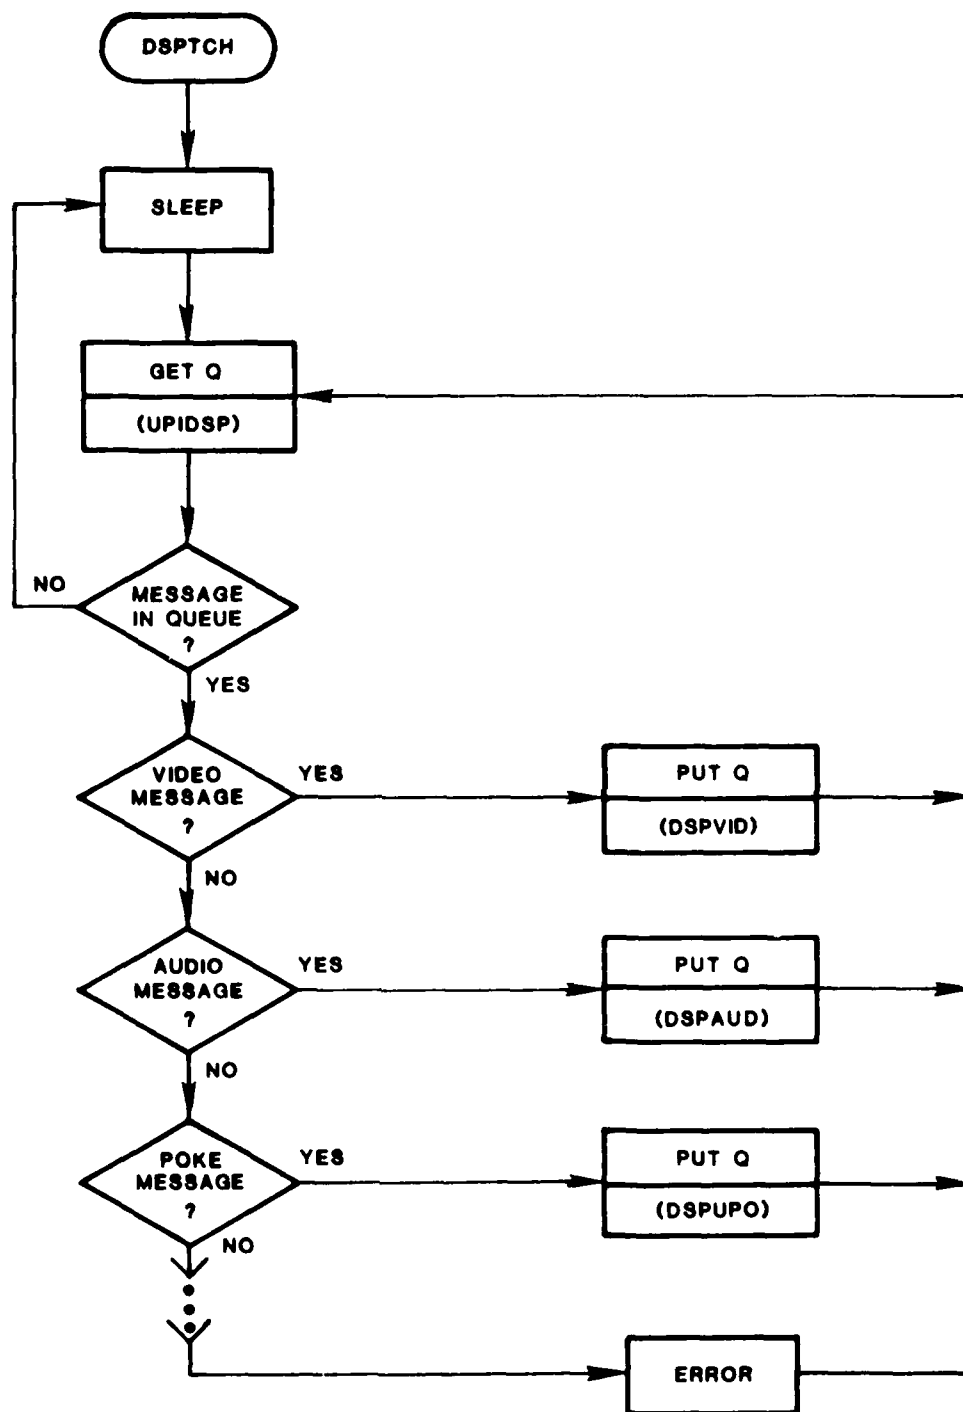 DSPTCH
SLEEP
GET Q
(UPIDSP)
NO
MESSAGE
IN QUEUE
?
YES
VIDEO
MESSAGE
?
YES
PUT Q
(DSPVID)
NO
AUDIO
MESSAGE
?
YES
PUT Q
(DSPAUD)
NO
POKE
MESSAGE
?
YES
PUT Q
(DSPUPO)
NO
ERROR